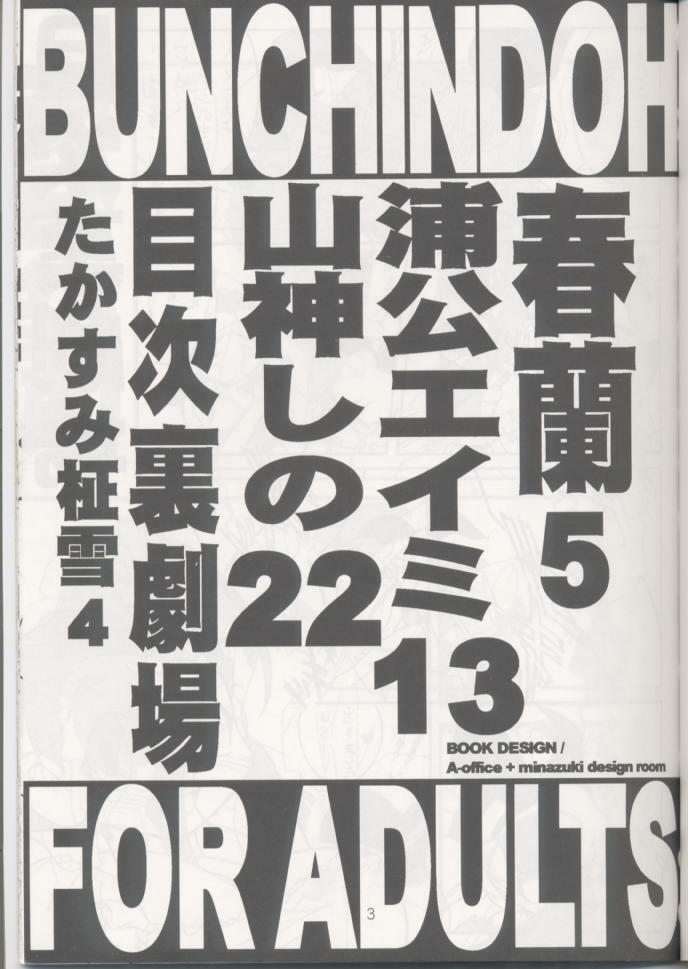 BUNCHINDOH
春蘭5
蒲公エイミ13
山神しの22
目次裏劇場
たかすみ柾雪4
BOOK DESIGN /
A-office + minazuki design room
FOR ADULTS
3